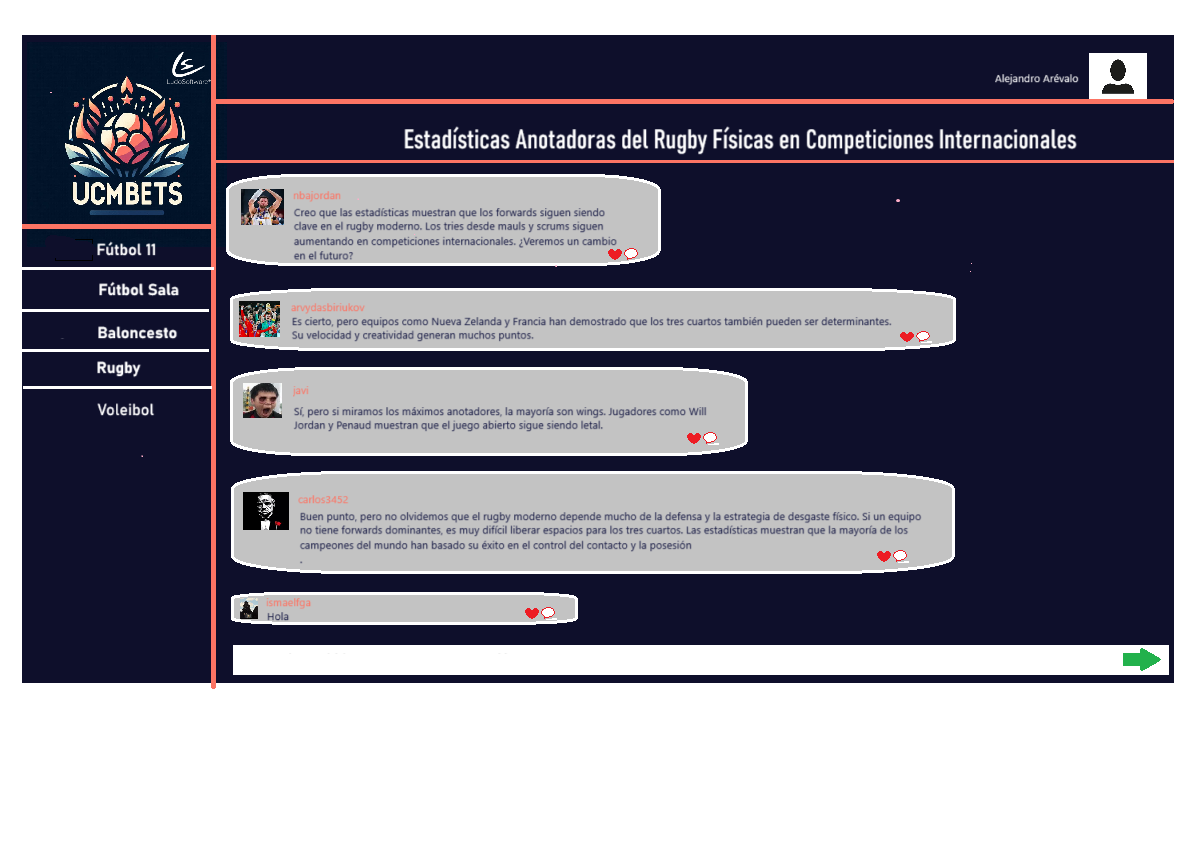 LudoSoftware®
UCMBETS
Alejandro Arévalo
Estadísticas Anotadoras del Rugby Físicas en Competiciones Internacionales
Fútbol 11
Fútbol Sala
Baloncesto
Rugby
Voleibol
nbajordan
Creo que las estadísticas muestran que los forwards siguen siendo
clave en el rugby moderno. Los tries desde mauls y scrums siguen
aumentando en competiciones internacionales. ¿Veremos un cambio
en el futuro?
arvydasbiriukov
Es cierto, pero equipos como Nueva Zelanda y Francia han demostrado que los tres cuartos también pueden ser determinantes.
Su velocidad y creatividad generan muchos puntos.
javi
Sí, pero si miramos los máximos anotadores, la mayoría son wings. Jugadores como Will
Jordan y Penaud muestran que el juego abierto sigue siendo letal.
carlos3452
Buen punto, pero no olvidemos que el rugby moderno depende mucho de la defensa y la estrategia de desgaste físico. Si un equipo
no tiene forwards dominantes, es muy difícil liberar espacios para los tres cuartos. Las estadísticas muestran que la mayoría de los
campeones del mundo han basado su éxito en el control del contacto y la posesión
.
ismaelfga
Hola